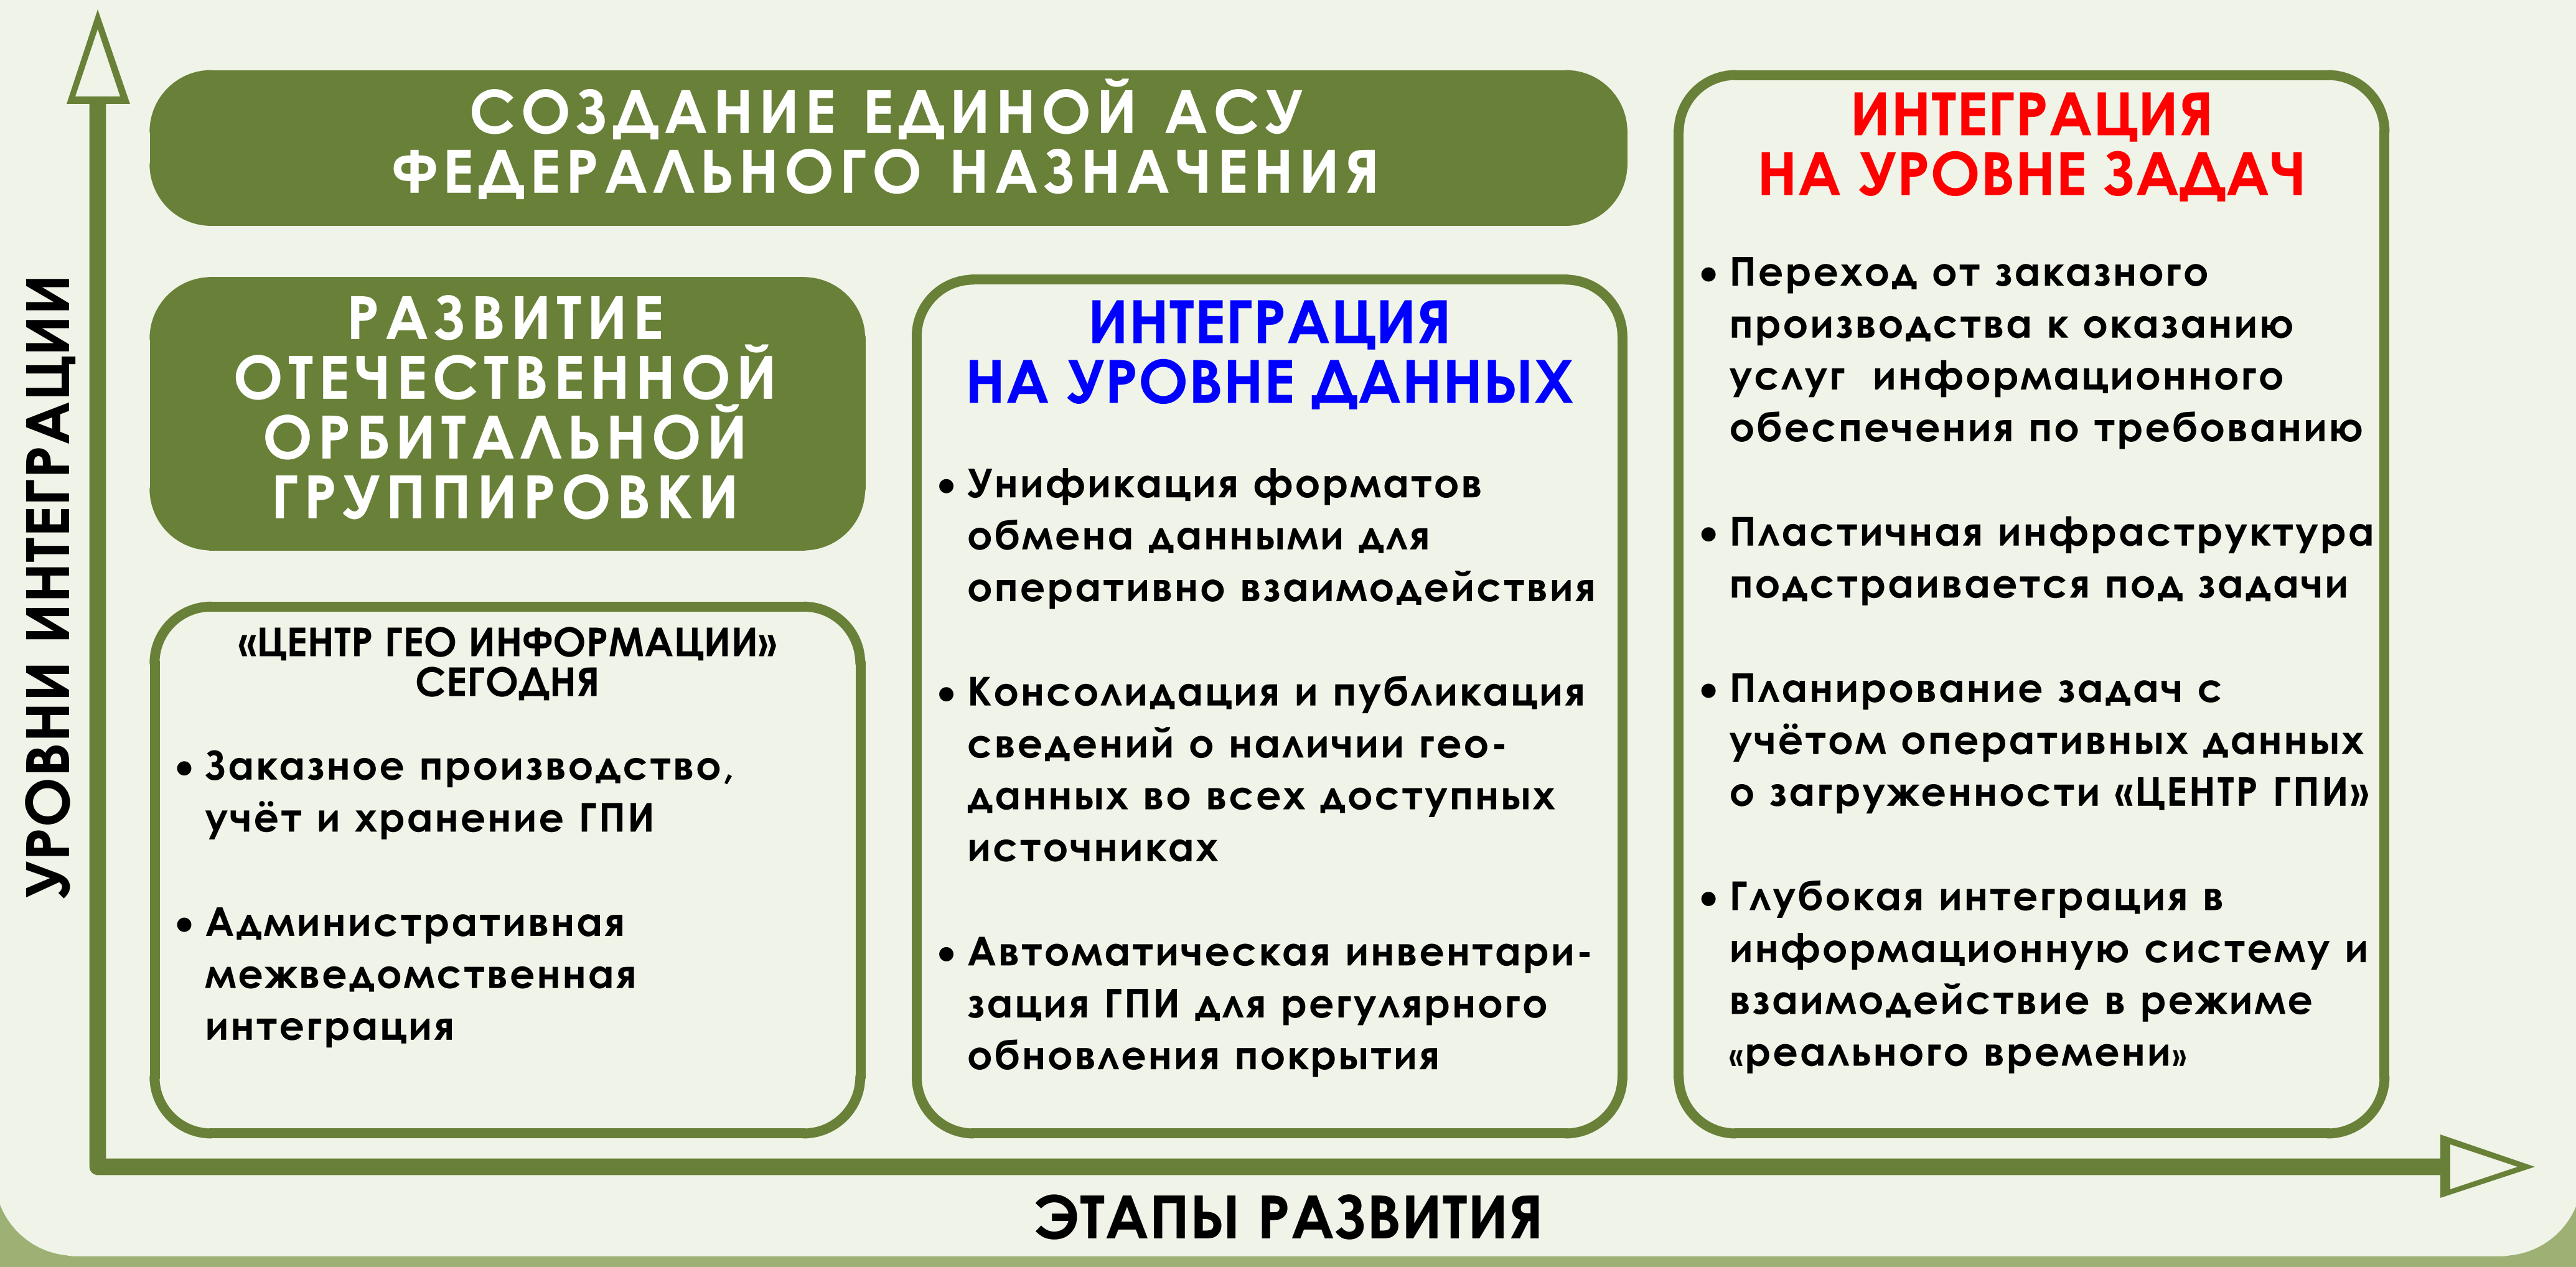 УРОВНИ ИНТЕГРАЦИИ
СОЗДАНИЕ ЕДИНОЙ АСУ
ФЕДЕРАЛЬНОГО НАЗНАЧЕНИЯ
РАЗВИТИЕ
ОТЕЧЕСТВЕННОЙ
ОРБИТАЛЬНОЙ
ГРУППИРОВКИ
«ЦЕНТР ГЕО ИНФОРМАЦИИ»
СЕГОДНЯ
• Заказное производство,
учёт и хранение ГПИ
• Административная
межведомственная
интеграция
ИНТЕГРАЦИЯ
НА УРОВНЕ ДАННЫХ
• Унификация форматов
обмена данными для
оперативно взаимодействия
• Консолидация и публикация
сведений о наличии гео-
данных во всех доступных
источниках
• Автоматическая инвентари-
зация ГПИ для регулярного
обновления покрытия
ИНТЕГРАЦИЯ
НА УРОВНЕ ЗАДАЧ
• Переход от заказного
производства к оказанию
услуг информационного
обеспечения по требованию
• Пластичная инфраструктура
подстраивается под задачи
• Планирование задач с
учётом оперативных данных
о загруженности «ЦЕНТР ГПИ»
• Глубокая интеграция в
информационную систему и
взаимодействие в режиме
«реального времени»
ЭТАПЫ РАЗВИТИЯ